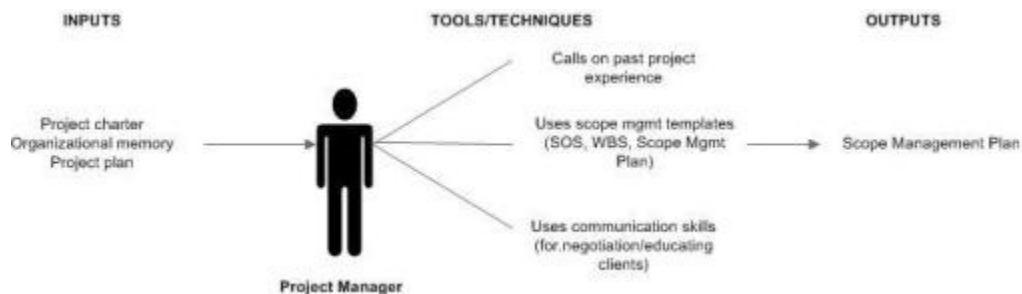 INPUTS
TOOLS/TECHNIQUES
OUTPUTS
Calls on past project
experience
Project charter
Organizational memory
Project plan
Uses scope mgmt templates
(SOS, WBS, Scope Mgmt
Plan)
Scope Management Plan
Uses communication skills
(for.negotiation/educating
clients)
Project Manager